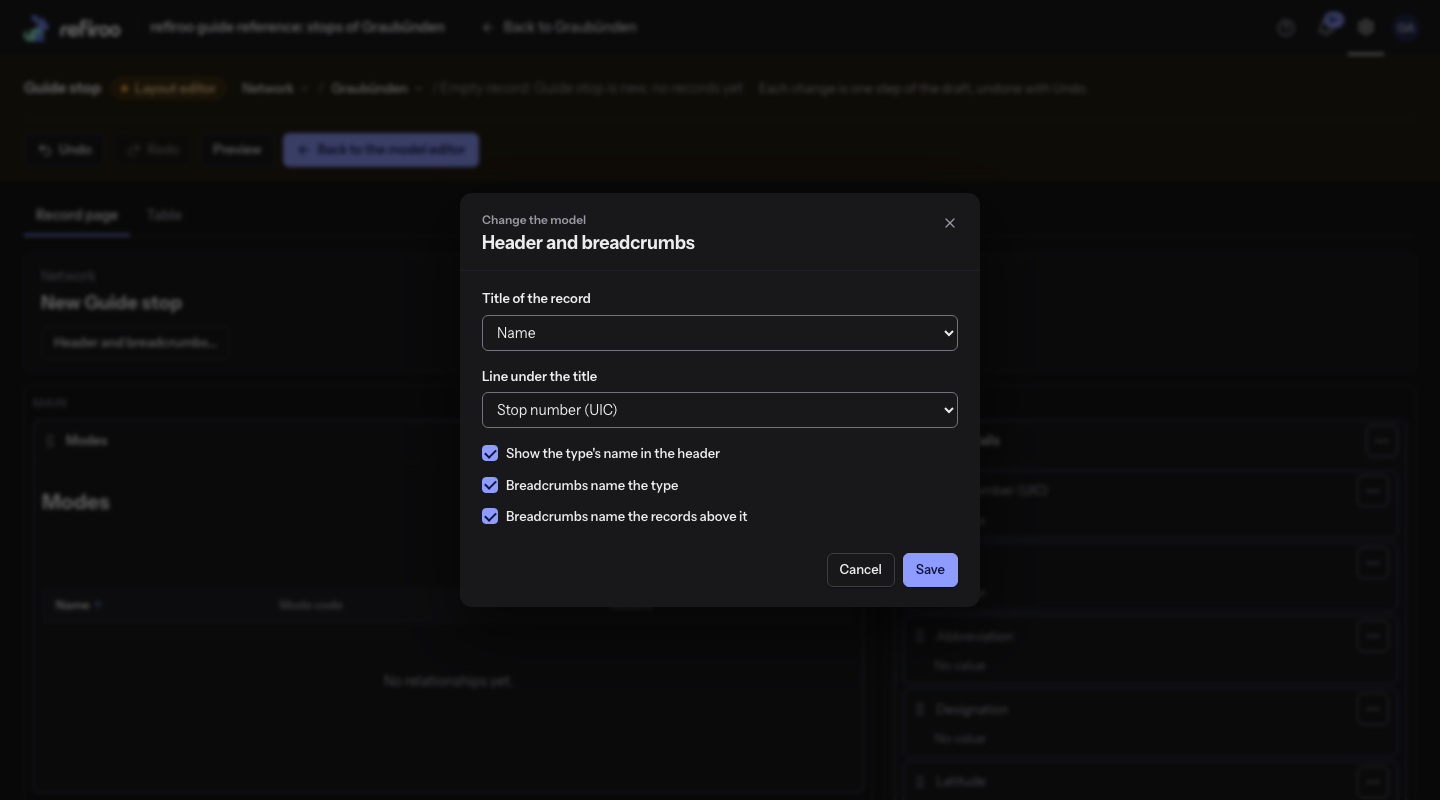 refiroo
refiroo guide reference: stops of Graubünden
← Back to Graubünden
Guide stop
Layout editor
Network / Graubünden / Empty record: Guide stop is new, no records yet
Each change is one step of the draft, undone with Undo.
Undo
Redo
Preview
← Back to the model editor
Record page
Table
Network
New Guide stop
Header and breadcrumbs...
Change the model
Header and breadcrumbs
Title of the record
Name
Line under the title
Stop number (UIC)
Show the type's name in the header
Breadcrumbs name the type
Breadcrumbs name the records above it
Cancel
Save
MAIN
Modes
Modes
Name ↑
Mode code
No relationships yet.
(UIC)
Abbreviation
No value
Designation
No value
Latitude